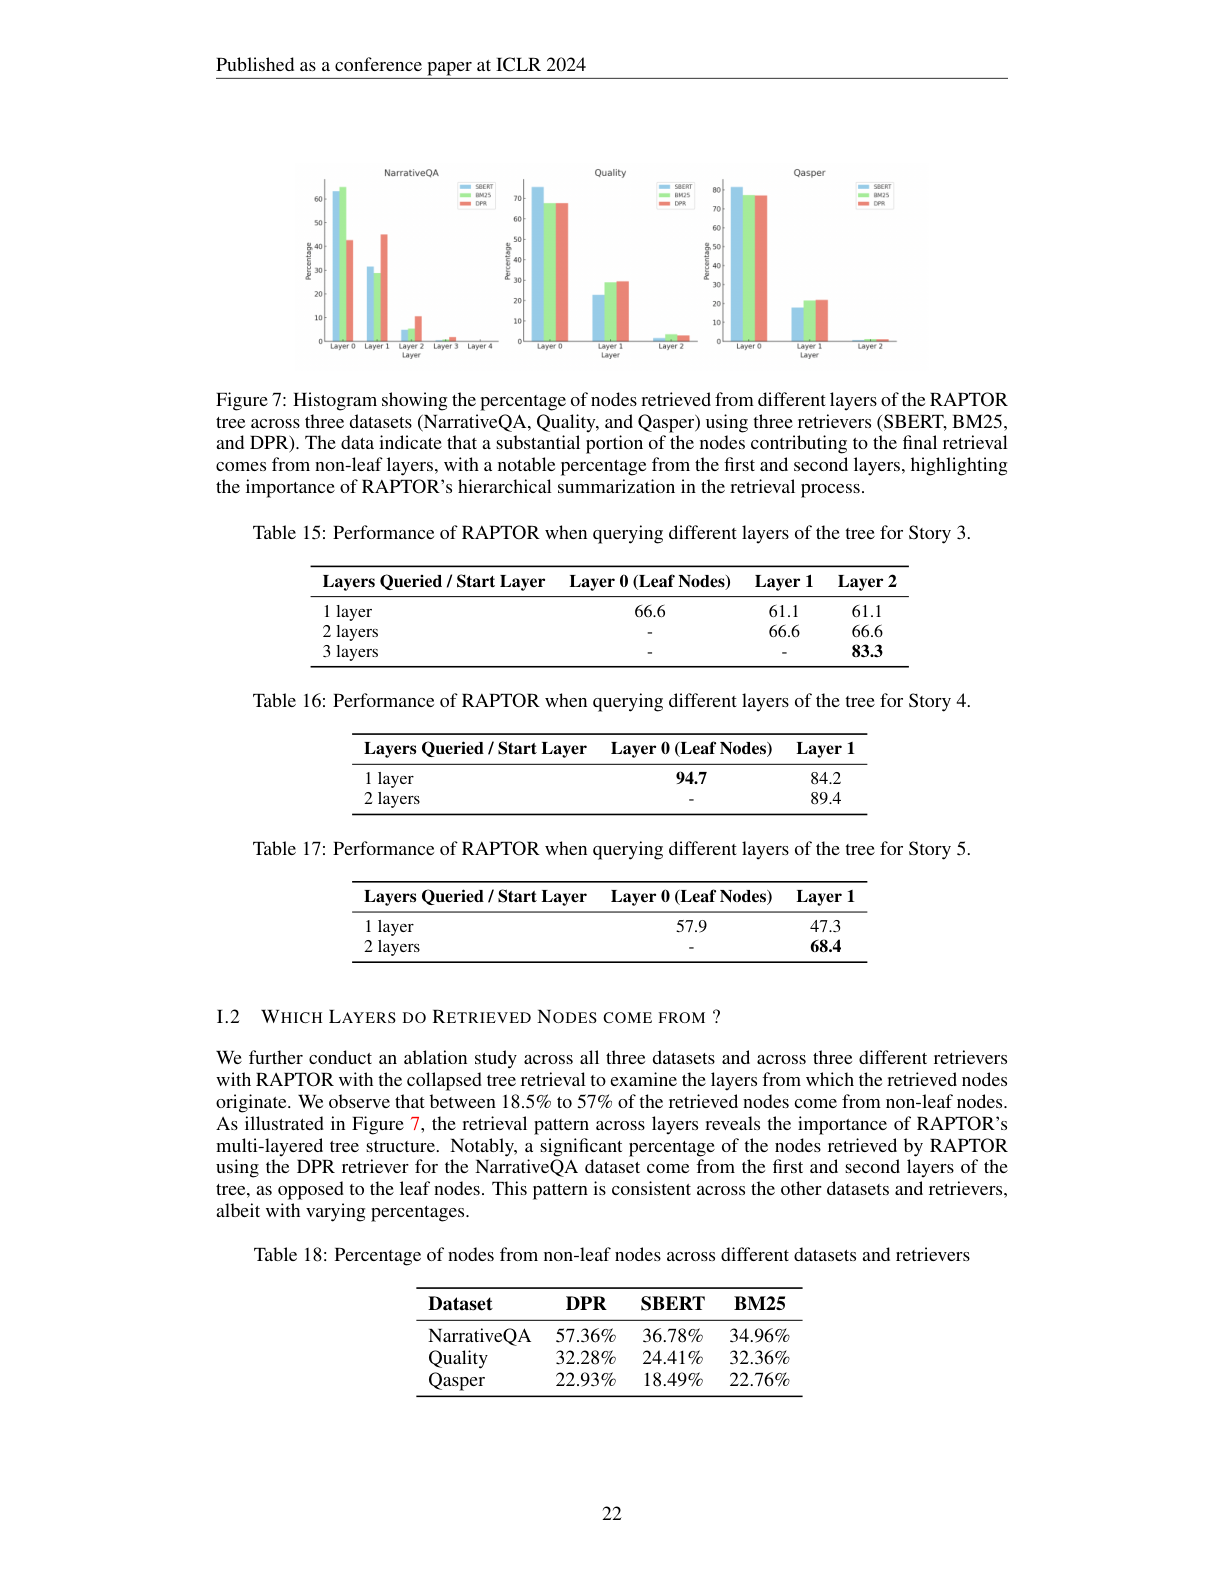 Published as a conference paper at ICLR 2024
NarrativeQA
SBERT
BM25
DPR
Percentage
60
50
40
30
20
10
0
Layer 0 Layer 1 Layer 2 Layer 3 Layer 4
Layer
Quality
SBERT
BM25
DPR
Percentage
70
60
50
40
30
20
10
0
Layer 0 Layer 1 Layer 2
Layer
Qasper
SBERT
BM25
DPR
Percentage
80
70
60
50
40
30
20
10
0
Layer 0 Layer 1 Layer 2
Layer
Figure 7: Histogram showing the percentage of nodes retrieved from different layers of the RAPTOR
tree across three datasets (NarrativeQA, Quality, and Qasper) using three retrievers (SBERT, BM25,
and DPR). The data indicate that a substantial portion of the nodes contributing to the final retrieval
comes from non-leaf layers, with a notable percentage from the first and second layers, highlighting
the importance of RAPTOR's hierarchical summarization in the retrieval process.
Table 15: Performance of RAPTOR when querying different layers of the tree for Story 3.
Layers Queried / Start Layer Layer 0 (Leaf Nodes) Layer 1 Layer 2
1 layer 66.6 61.1 61.1
2 layers - 66.6 66.6
3 layers - - 83.3
Table 16: Performance of RAPTOR when querying different layers of the tree for Story 4.
Layers Queried / Start Layer Layer 0 (Leaf Nodes) Layer 1
1 layer 94.7 84.2
2 layers - 89.4
Table 17: Performance of RAPTOR when querying different layers of the tree for Story 5.
Layers Queried / Start Layer Layer 0 (Leaf Nodes) Layer 1
1 layer 57.9 47.3
2 layers - 68.4
I.2 WHICH LAYERS DO RETRIEVED NODES COME FROM ?
We further conduct an ablation study across all three datasets and across three different retrievers
with RAPTOR with the collapsed tree retrieval to examine the layers from which the retrieved nodes
originate. We observe that between 18.5% to 57% of the retrieved nodes come from non-leaf nodes.
As illustrated in Figure 7, the retrieval pattern across layers reveals the importance of RAPTOR's
multi-layered tree structure. Notably, a significant percentage of the nodes retrieved by RAPTOR
using the DPR retriever for the NarrativeQA dataset come from the first and second layers of the
tree, as opposed to the leaf nodes. This pattern is consistent across the other datasets and retrievers,
albeit with varying percentages.
Table 18: Percentage of nodes from non-leaf nodes across different datasets and retrievers
Dataset DPR SBERT BM25
NarrativeQA 57.36% 36.78% 34.96%
Quality 32.28% 24.41% 32.36%
Qasper 22.93% 18.49% 22.76%
22